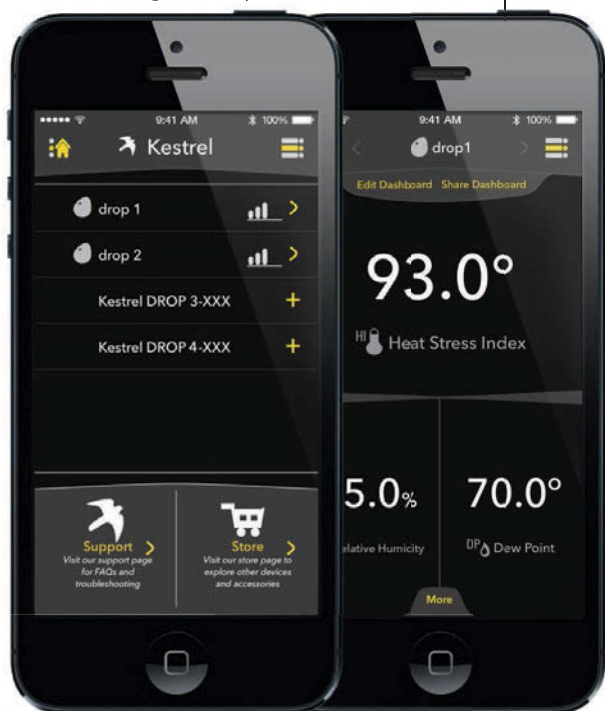 9:41 AM
100%
Kestrel
drop 1
drop 2
Kestrel DROP 3-XXX
Kestrel DROP 4-XXX
Support
Visit our support page
for FAQs and
troubleshooting
Store
Visit our store page to
explore other devices
and accessories
9:41 AM
100%
drop1
Edit Dashboard Share Dashboard
93.0°
HI Heat Stress Index
5.0%
elative Humicity
70.0°
DP Dew Point
More